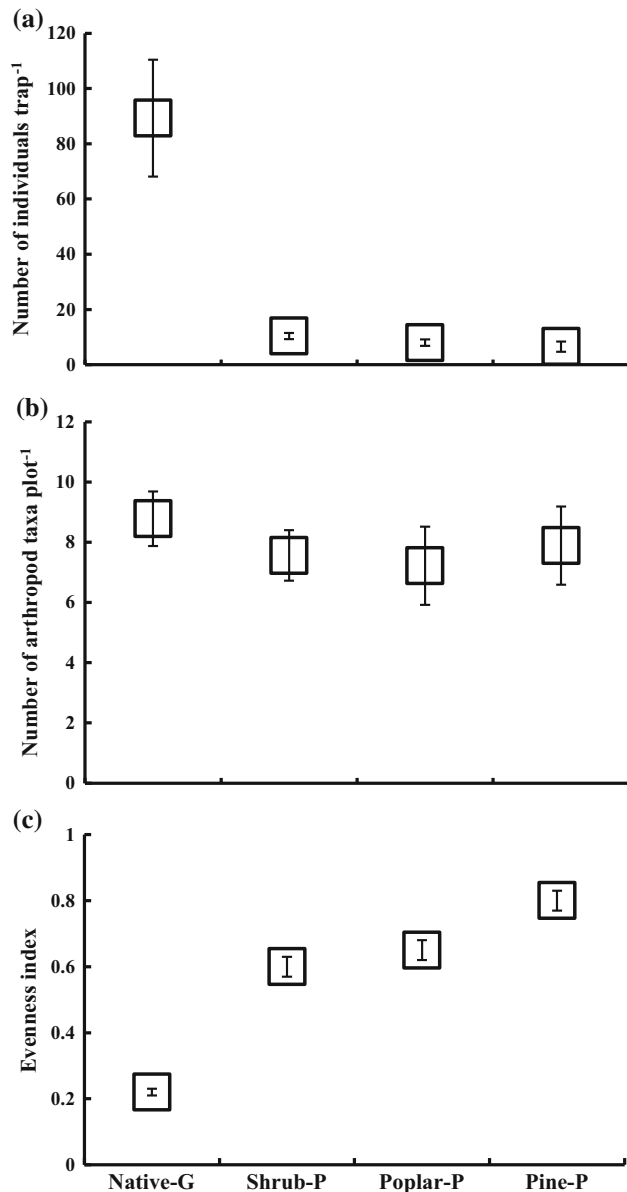 (a)
Number of individuals trap-1
120
100
80
60
40
20
0
(b)
Number of arthropod taxa plot-1
12
10
8
6
4
2
0
(c)
Evenness index
1
0.8
0.6
0.4
0.2
0
Native-G Shrub-P Poplar-P Pine-P